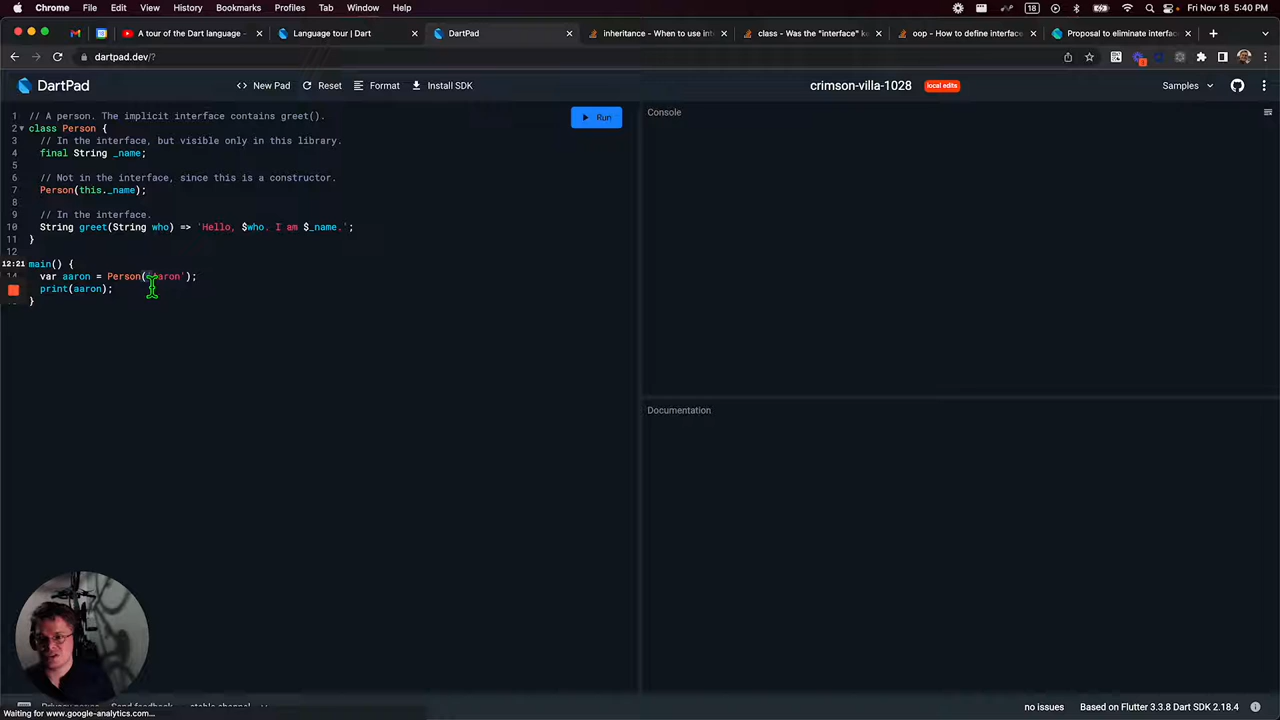 Chrome File Edit View History Bookmarks Profiles Tab Window Help 18 Fri Nov 18 5:40 PM
A tour of the Dart language – Language tour | Dart DartPad inheritance - When to use int class - Was the "interface" ke oop - How to define interface Proposal to eliminate interfac
dartpad.dev/?
DartPad <> New Pad Reset Format Install SDK crimson-villa-1028 local edits Samples
1 // A person. The implicit interface contains greet().
2 class Person {
3 // In the interface, but visible only in this library.
4 final String _name;
5
6 // Not in the interface, since this is a constructor.
7 Person(this._name);
8
9 // In the interface.
10 String greet(String who) => 'Hello, $who. I am $_name.';
11 }
12
12:21 main() {
14 var aaron = Person( aron');
print(aaron);
}
Run
Console
Documentation
Waiting for www.google-analytics.com...
no issues Based on Flutter 3.3.8 Dart SDK 2.18.4